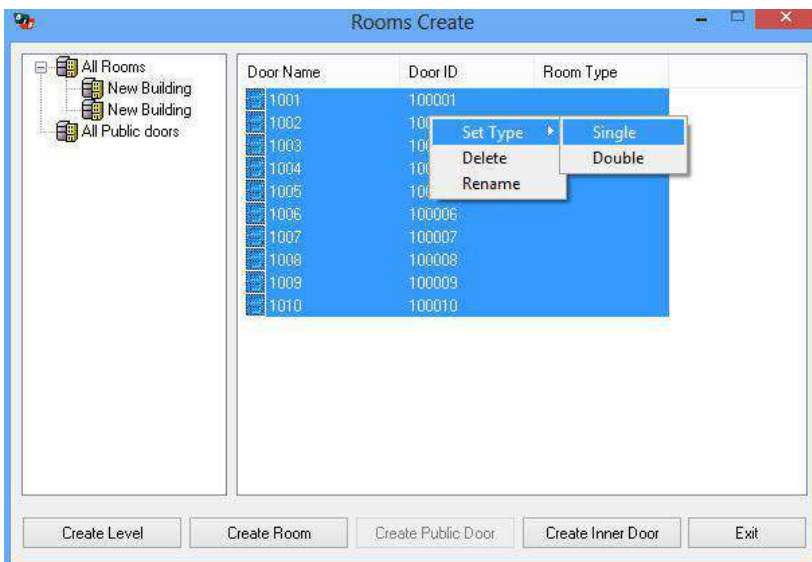 Rooms Create
All Rooms
New Building
New Building
All Public doors
Door Name Door ID Room Type
1001 100001
1002
1003
1004
1005
1006 100006
1007 100007
1008 100008
1009 100009
1010 100010
Set Type Single
Delete Double
Rename
Create Level Create Room Create Public Door Create Inner Door Exit